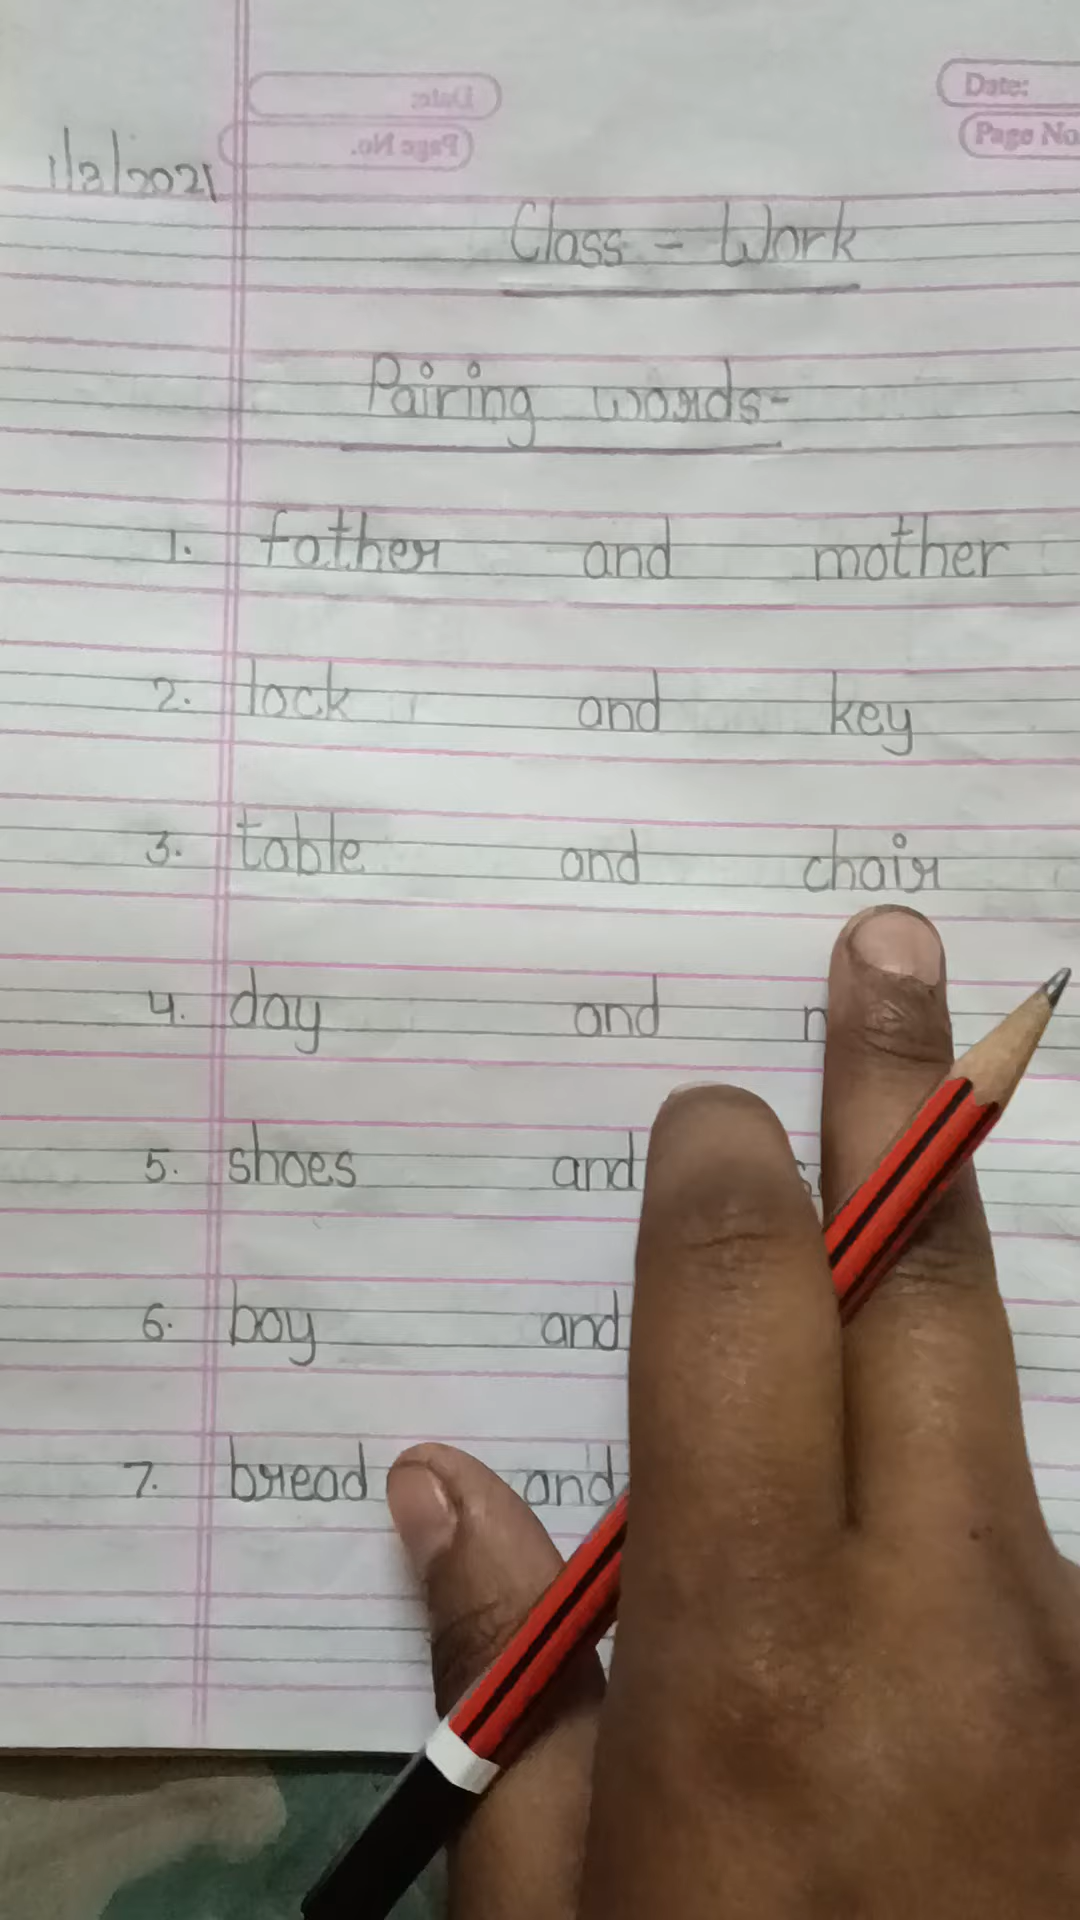 Date:
Page No.
1/2/2021
Class - Work
Pairing words-
1. father and mother
2. lock and key
3. table and chair
4. day and
5. shoes and
6. boy and
7. bread and